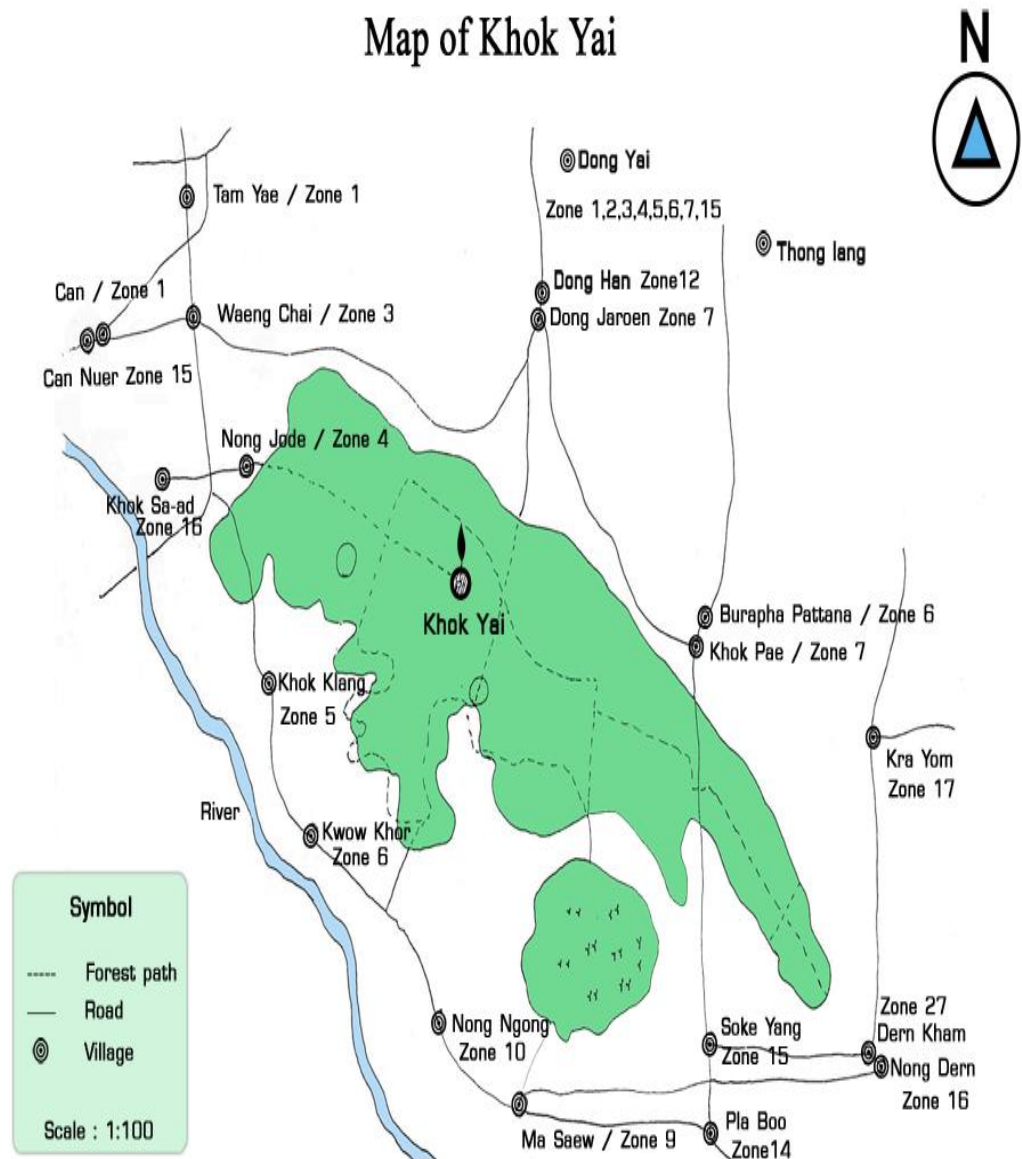 Map of Khok Yai
N
Dong Yai
Tam Yae / Zone 1
Zone 1,2,3,4,5,6,7,15
Thong lang
Can / Zone 1
Dong Han Zone12
Waeng Chai / Zone 3
Dong Jaroen Zone 7
Can Nuer Zone 15
Nong Jode / Zone 4
Khok Sa-ad
Zone 16
Khok Yai
Burapha Pattana / Zone 6
Khok Pae / Zone 7
Khok Klang
Zone 5
Kra Yom
Zone 17
River
Kwow Khor
Zone 6
Symbol
Forest path
Road
Village
Scale : 1:100
Nong Ngong
Zone 10
Soke Yang
Zone 15
Zone 27
Dern Kham
Nong Dern
Zone 16
Ma Saew / Zone 9
Pla Boo
Zone14